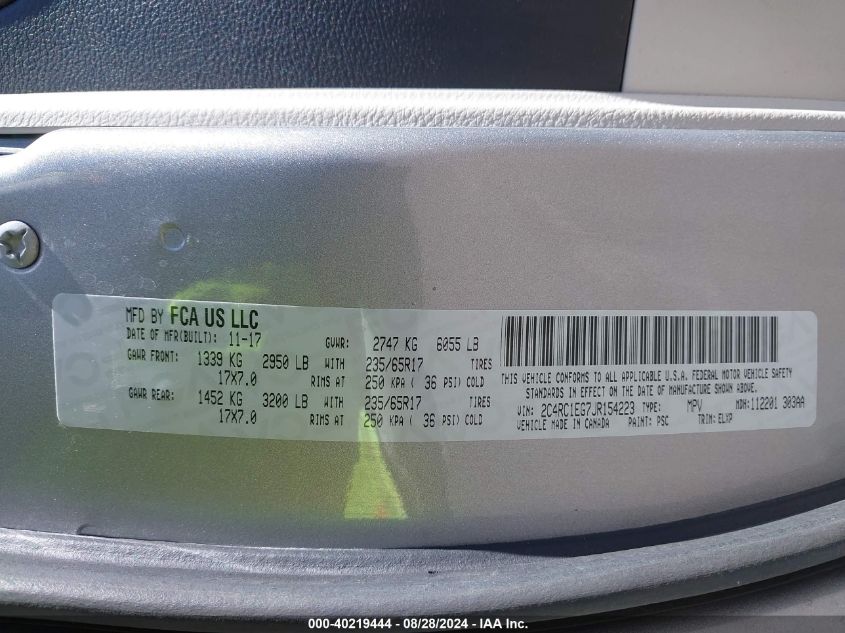 MFD BY FCA US LLC
DATE OF MFR(BUILT): 11-17 GVWR: 2747 KG 6055 LB
GAWR FRONT: 1339 KG 2950 LB WITH 235/65R17 TIRES
17X7.0 RIMS AT 250 KPA ( 36 PSI) COLD
GAWR REAR: 1452 KG 3200 LB WITH 235/65R17 TIRES
17X7.0 RIMS AT 250 KPA ( 36 PSI) COLD
THIS VEHICLE CONFORMS TO ALL APPLICABLE U.S.A. FEDERAL MOTOR VEHICLE SAFETY
STANDARDS IN EFFECT ON THE DATE OF MANUFACTURE SHOWN ABOVE.
VIN: 2C4RC1EG7JR154223 TYPE: MPV MDH: 112201 303AA
VEHICLE MADE IN CANADA PAINT: PSC TRIM: ELXP
000-40219444 - 08/28/2024 - IAA Inc.